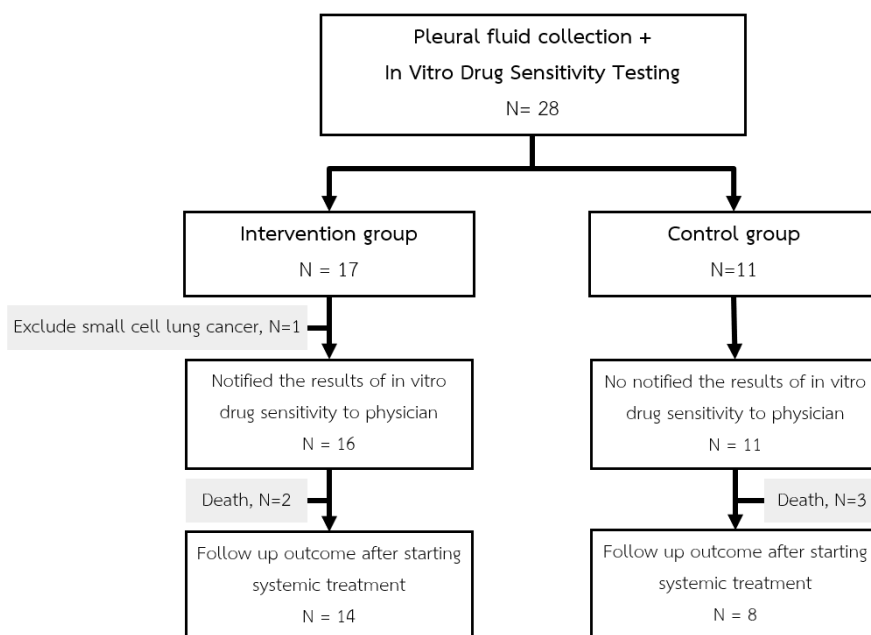 Pleural fluid collection +
In Vitro Drug Sensitivity Testing
N= 28
Intervention group
N = 17
Control group
N=11
Exclude small cell lung cancer, N=1
Notified the results of in vitro
drug sensitivity to physician
N = 16
No notified the results of in vitro
drug sensitivity to physician
N = 11
Death, N=2
Death, N=3
Follow up outcome after starting
systemic treatment
N = 14
Follow up outcome after starting
systemic treatment
N = 8